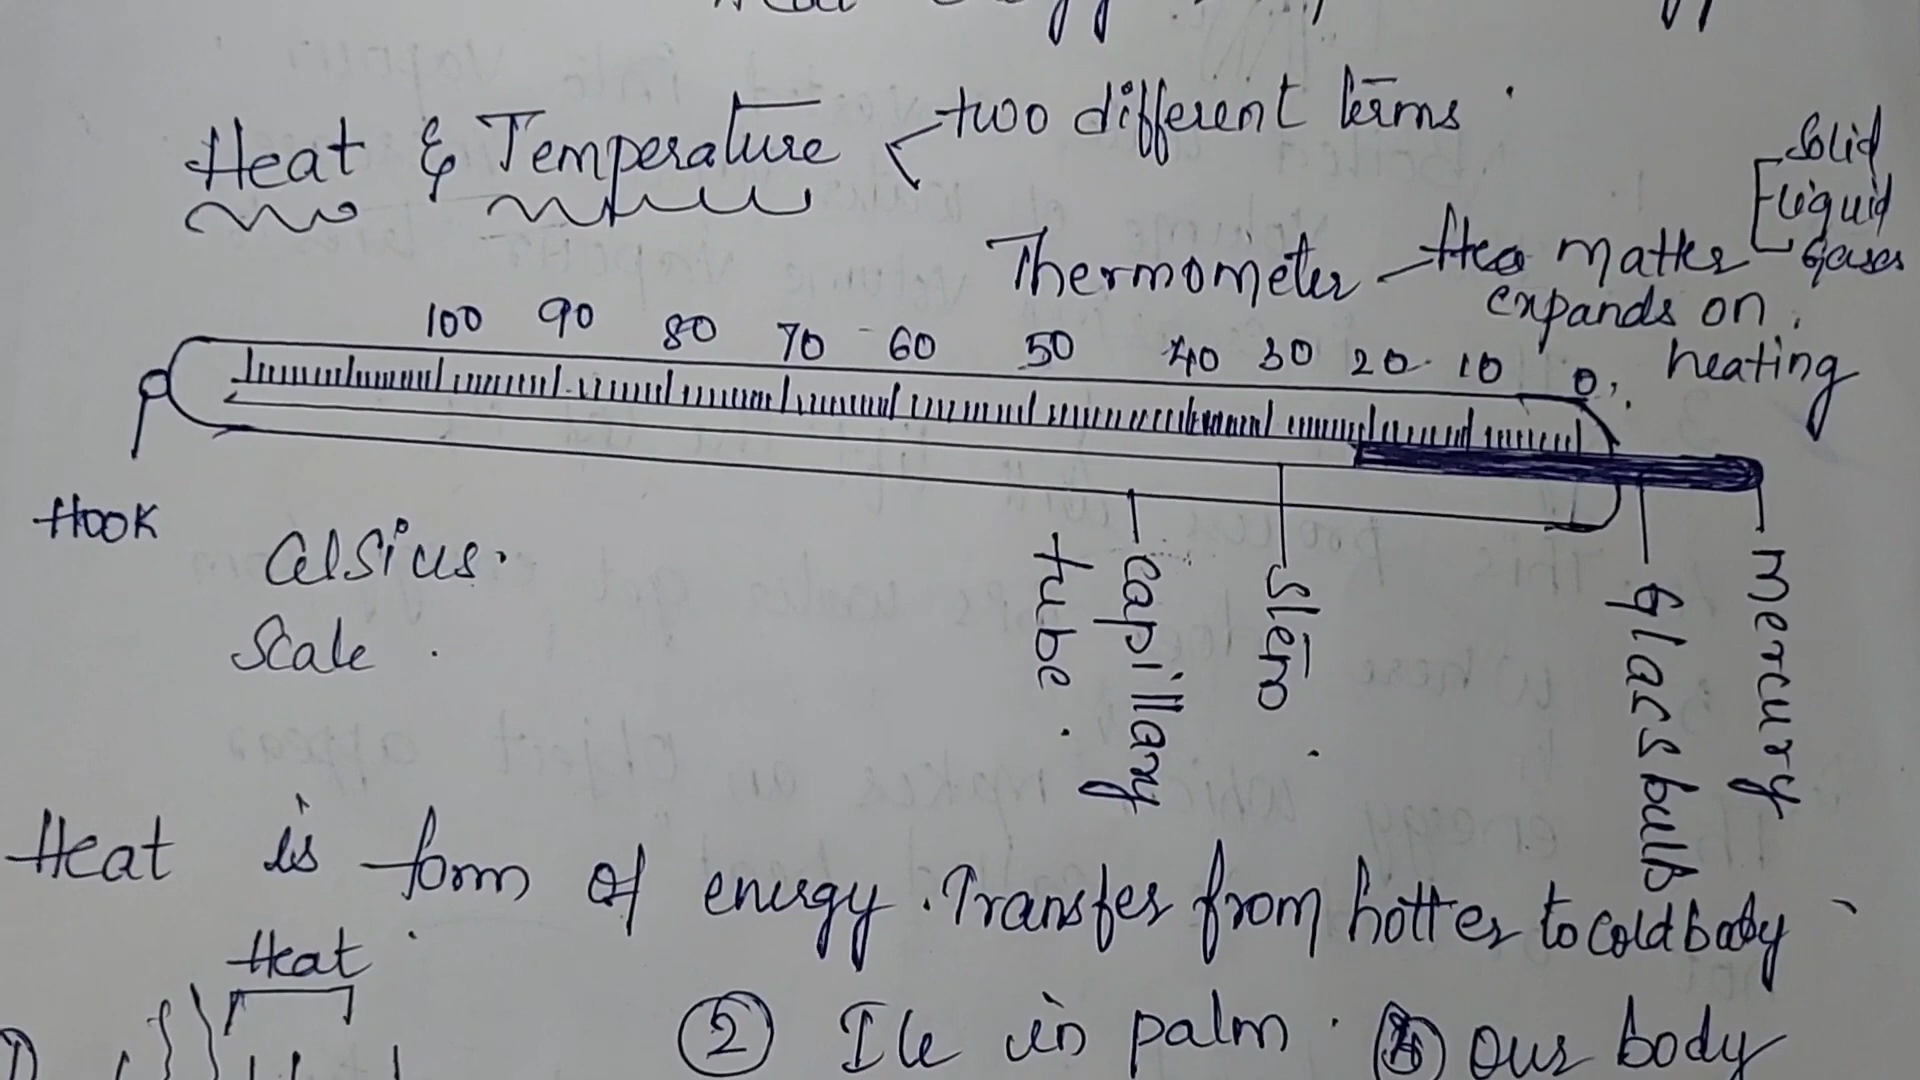 Heat & Temperature
two different terms
Solid
liquid
Gases
Thermometer
matter
expands on
heating
100 90 80 70 60 50 40 30 20 10 0
Hook
Celsius
Scale
capillary
tube
Stem
Glass bulb
Mercury
Heat is form of energy. Transfer from hotter to cold body
Heat
② Ice in palm
Our body